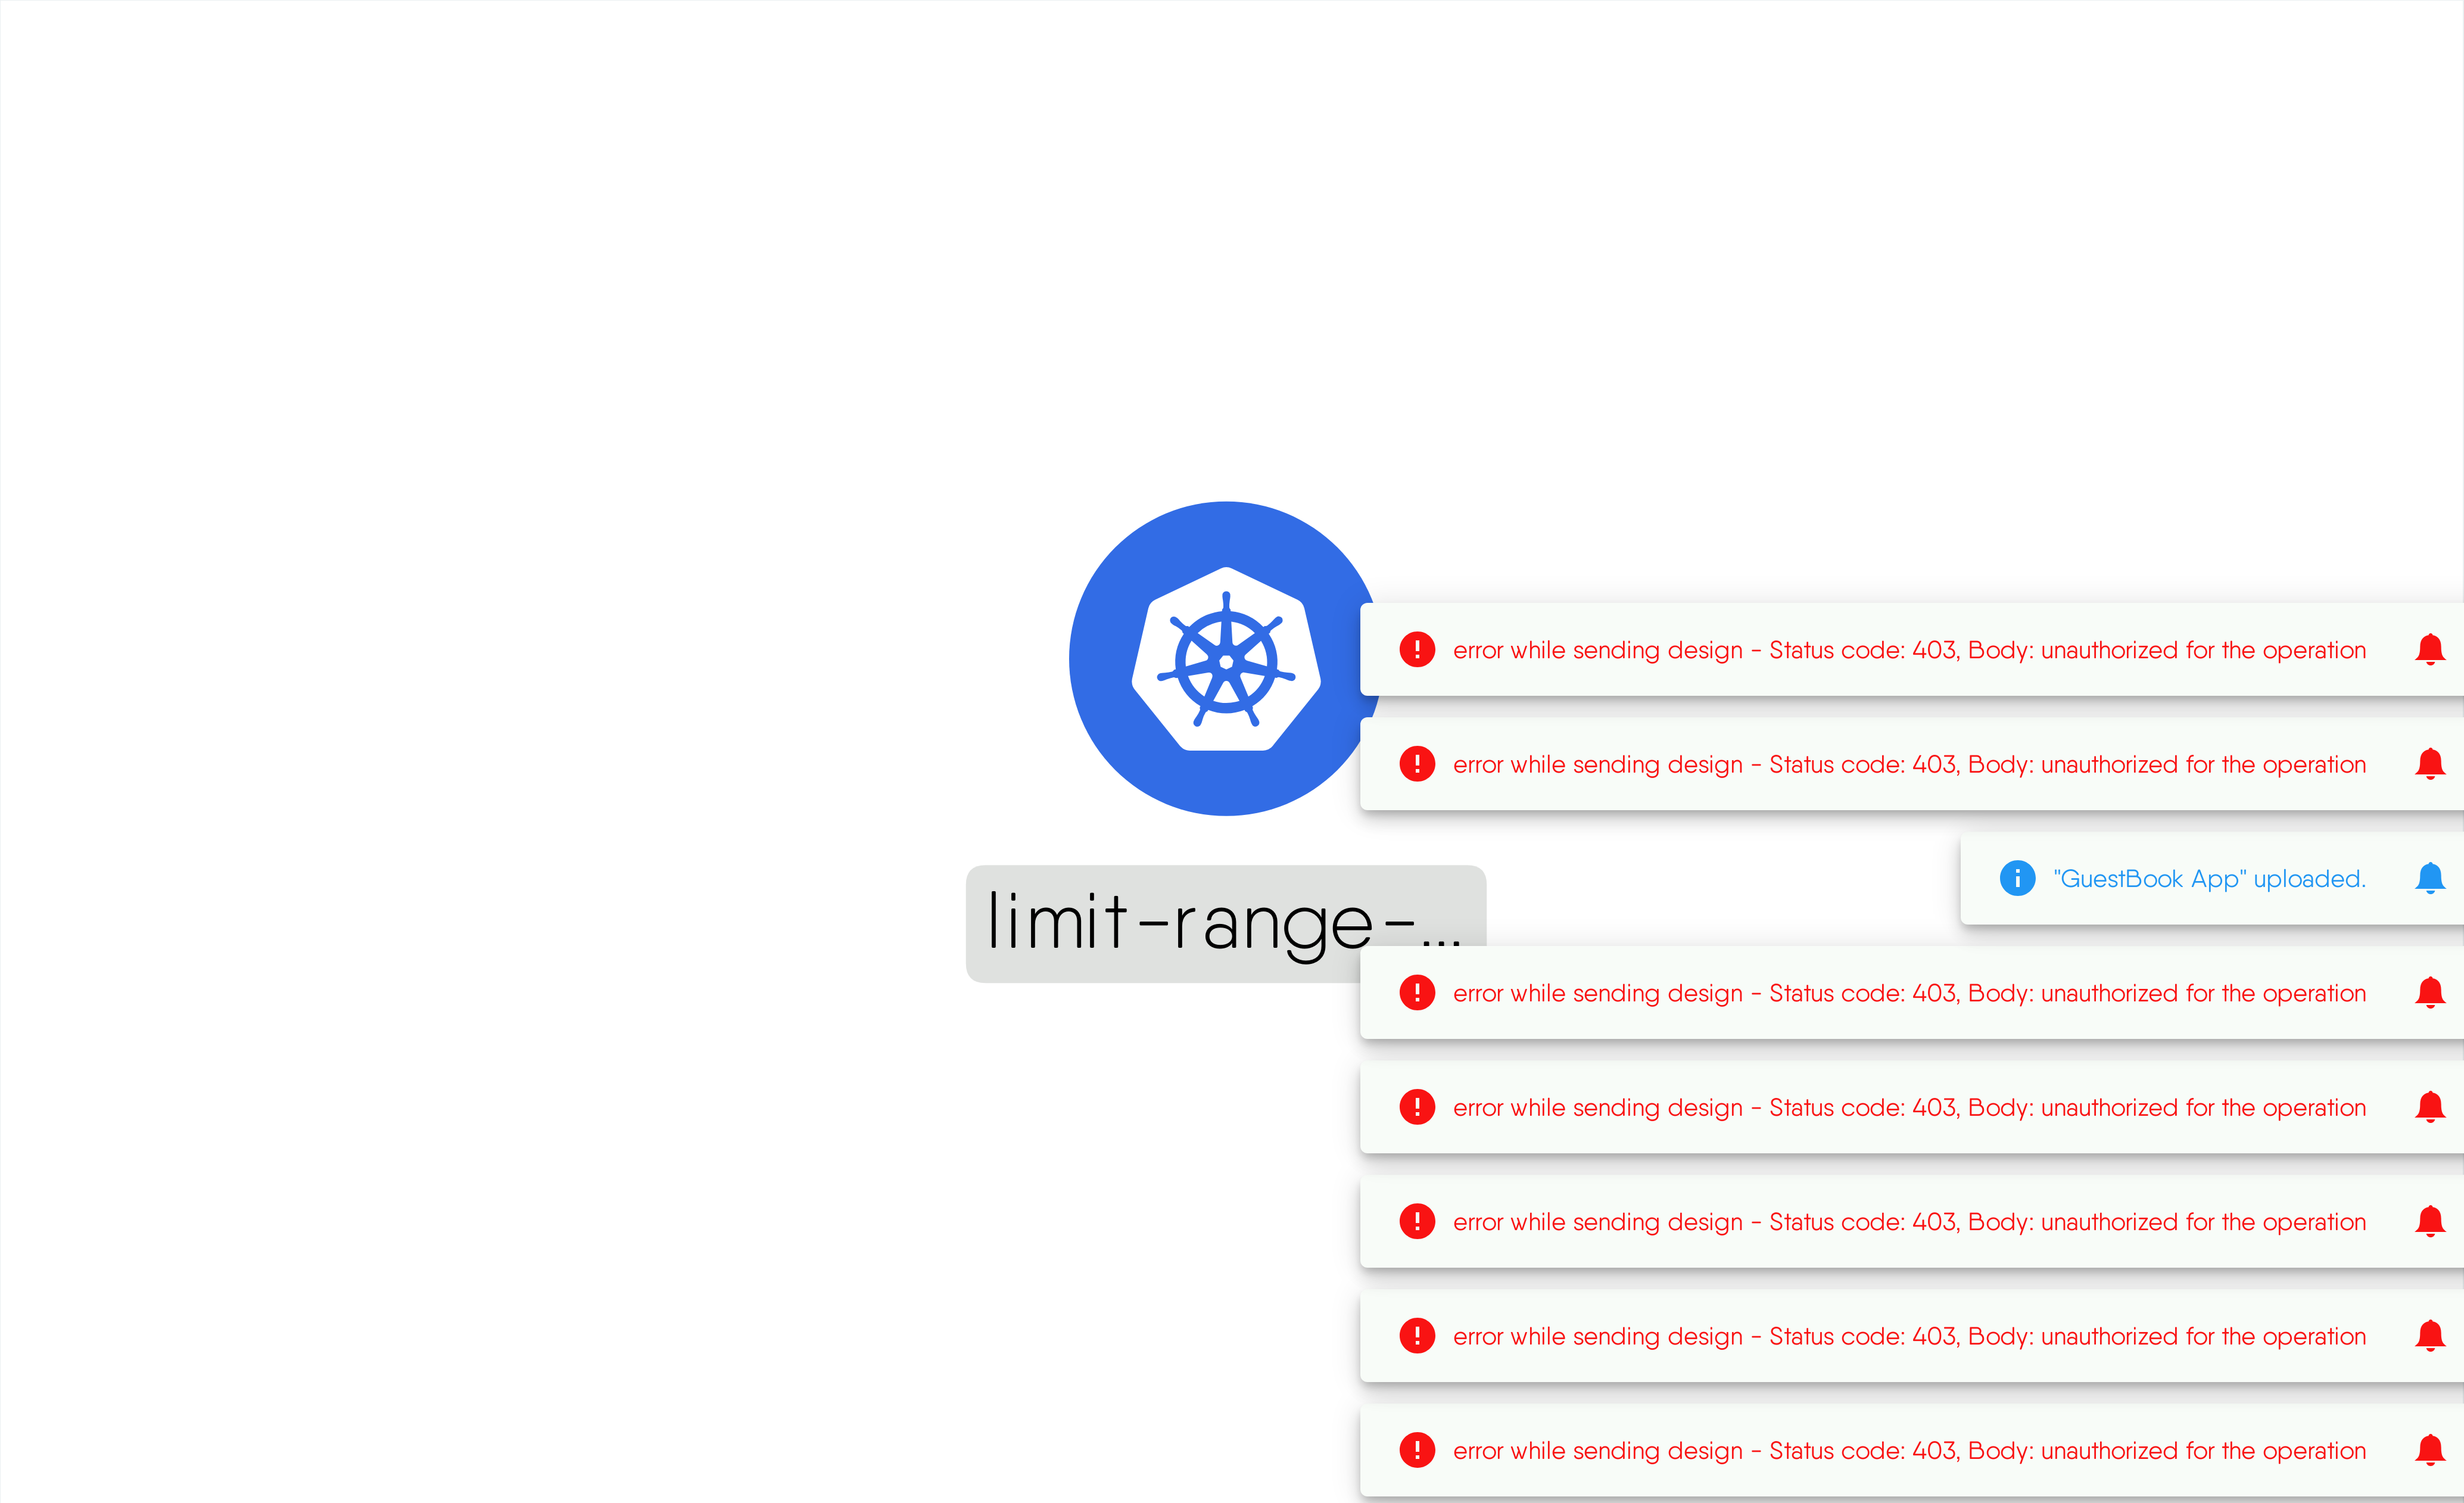 error while sending design - Status code: 403, Body: unauthorized for the operation
error while sending design - Status code: 403, Body: unauthorized for the operation
"GuestBook App" uploaded.
limit-range-...
error while sending design - Status code: 403, Body: unauthorized for the operation
error while sending design - Status code: 403, Body: unauthorized for the operation
error while sending design - Status code: 403, Body: unauthorized for the operation
error while sending design - Status code: 403, Body: unauthorized for the operation
error while sending design - Status code: 403, Body: unauthorized for the operation